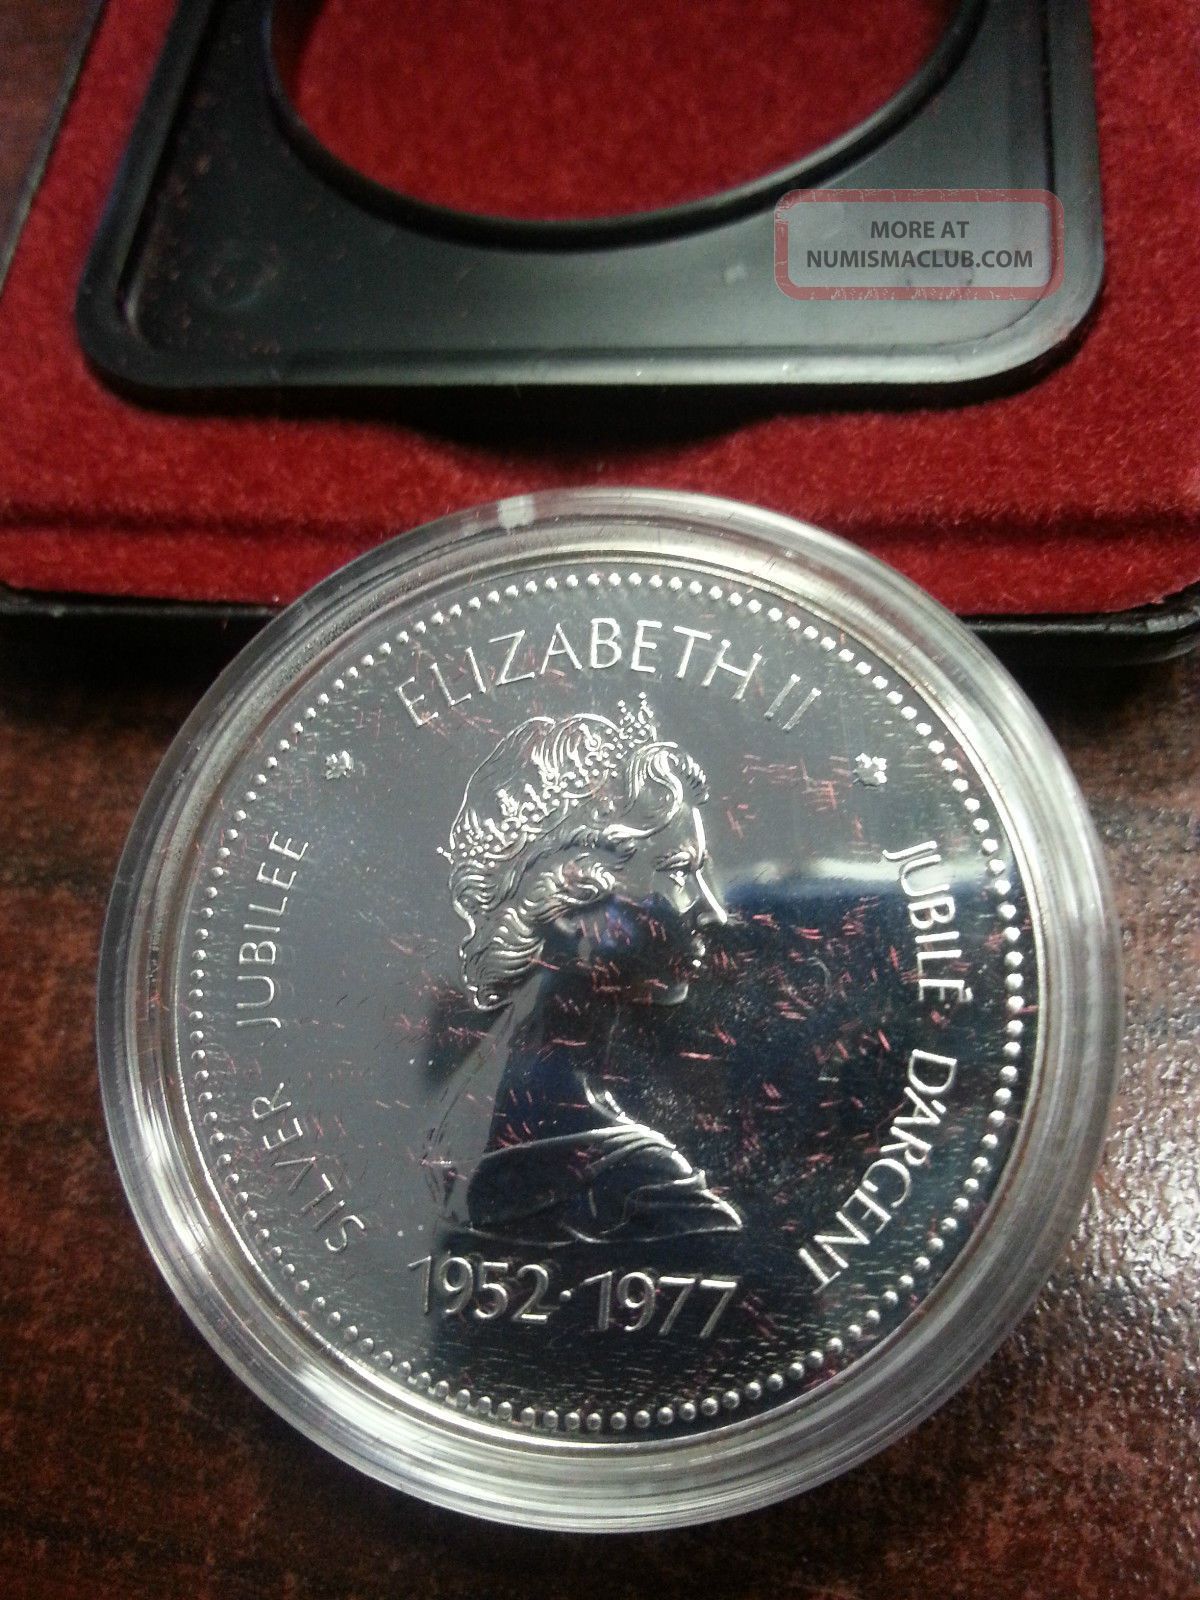 MORE AT
NUMISMACLUB.COM
ELIZABETH II
SILVER JUBILEE
JUBILÉ D'ARGENT
1952·1977